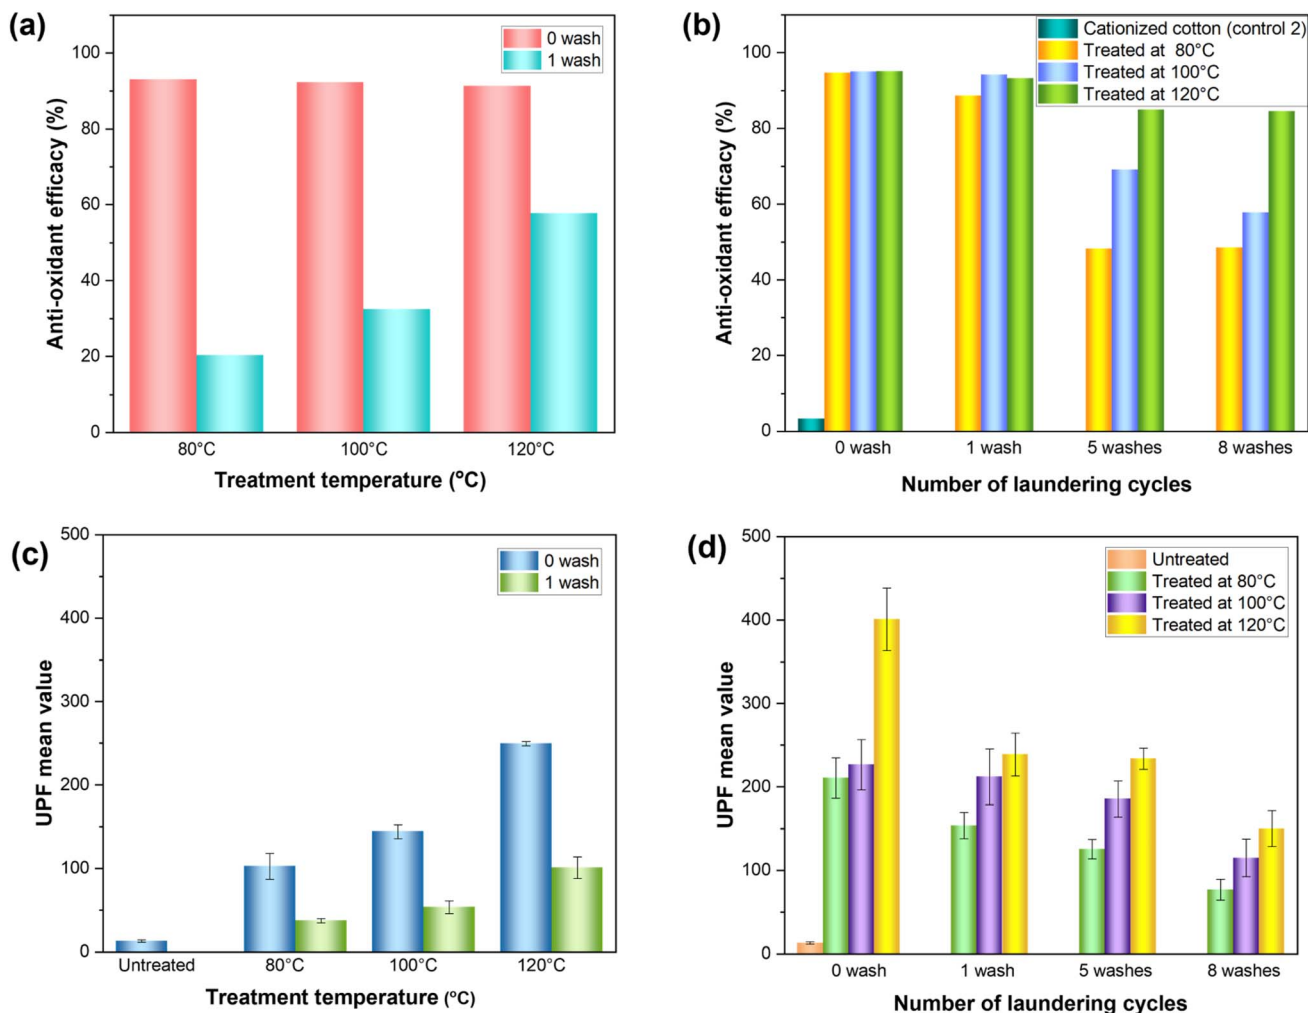 (a)
0 wash
1 wash
Anti-oxidant efficacy (%)
100
80
60
40
20
0
80°C
100°C
120°C
Treatment temperature (°C)
(b)
Cationized cotton (control 2)
Treated at 80°C
Treated at 100°C
Treated at 120°C
Anti-oxidant efficacy (%)
100
80
60
40
20
0
0 wash
1 wash
5 washes
8 washes
Number of laundering cycles
(c)
0 wash
1 wash
UPF mean value
500
400
300
200
100
0
Untreated
80°C
100°C
120°C
Treatment temperature (°C)
(d)
Untreated
Treated at 80°C
Treated at 100°C
Treated at 120°C
UPF mean value
500
400
300
200
100
0
0 wash
1 wash
5 washes
8 washes
Number of laundering cycles